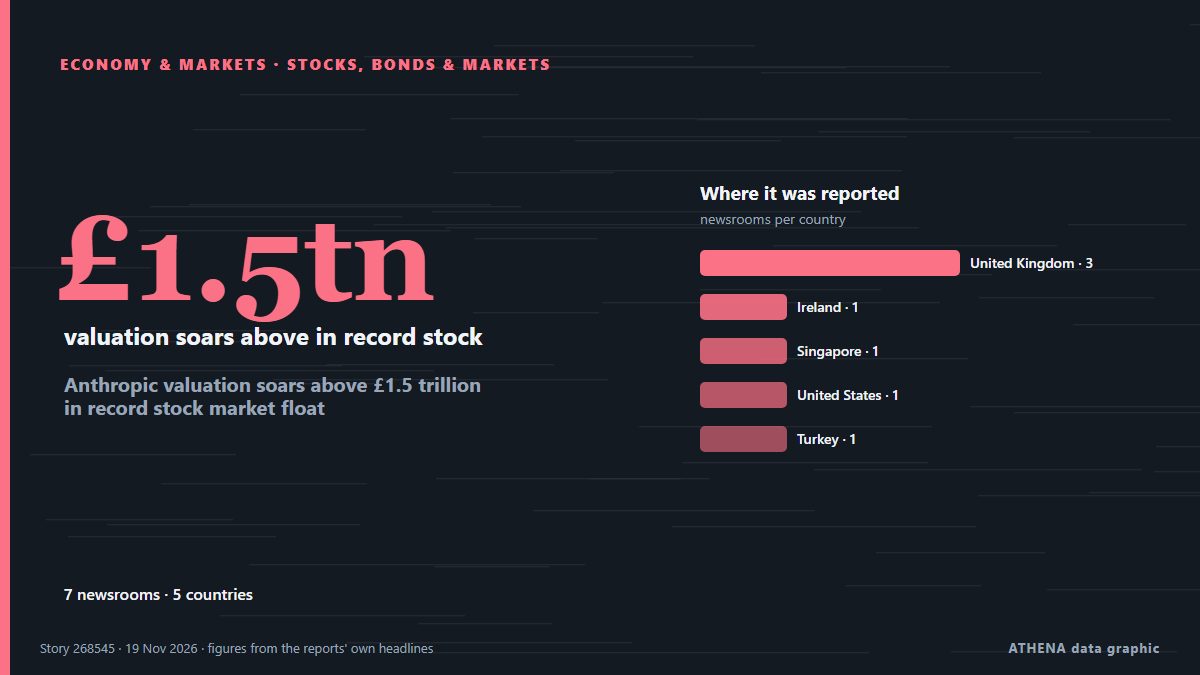 ECONOMY & MARKETS · STOCKS, BONDS & MARKETS
£1.5tn
valuation soars above in record stock
Anthropic valuation soars above £1.5 trillion
in record stock market float
Where it was reported
newsrooms per country
United Kingdom · 3
Ireland · 1
Singapore · 1
United States · 1
Turkey · 1
7 newsrooms · 5 countries
Story 268545 · 19 Nov 2026 · figures from the reports' own headlines
ATHENA data graphic